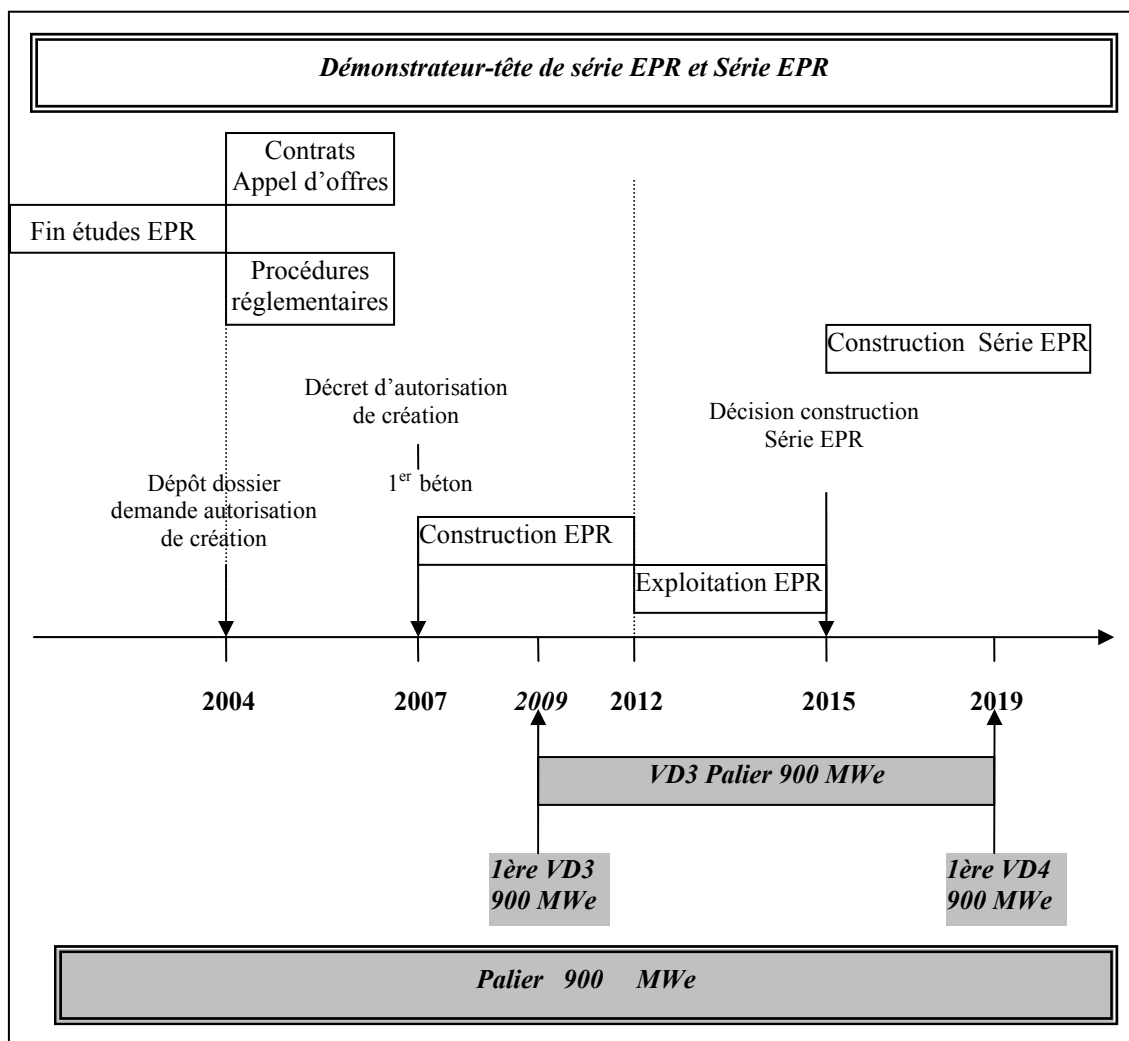 Démonstrateur-tête de série EPR et Série EPR
Contrats
Appel d’offres
Fin études EPR
Procédures
réglementaires
Construction Série EPR
Décret d’autorisation
de création
Décision construction
Série EPR
1er béton
Dépôt dossier
demande autorisation
de création
Construction EPR
Exploitation EPR
2004 2007 2009 2012 2015 2019
VD3 Palier 900 MWe
1ère VD3
900 MWe
1ère VD4
900 MWe
Palier 900 MWe